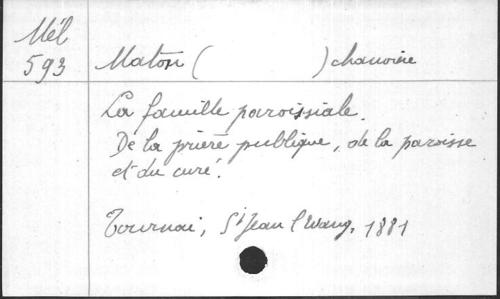 Mél
593
Maton ( ) chanoine
La famille paroissiale.
De la prière publique, de la paroisse
et du curé.
Tournai, St Jean l'Evang, 1881